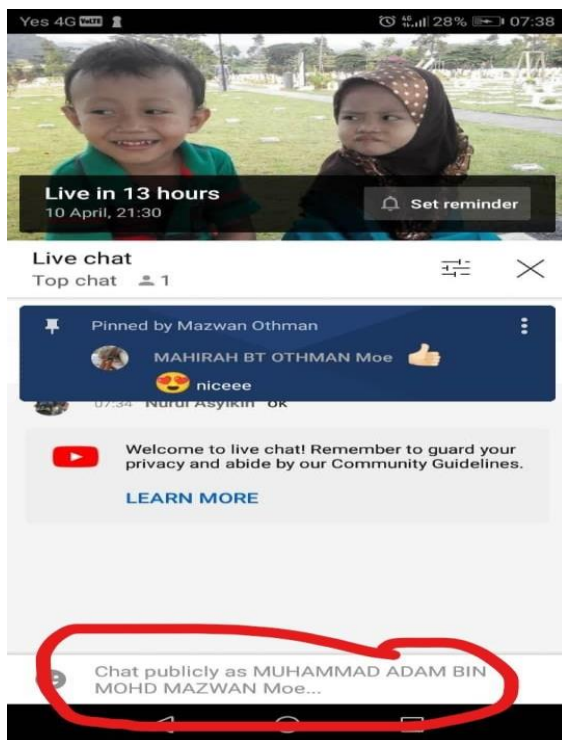 Yes 4G VoLTE 4G 28% 07:38
Live in 13 hours
10 April, 21:30
Set reminder
Live chat
Top chat 1
Pinned by Mazwan Othman
MAHIRAH BT OTHMAN Moe 👍
😍 niceee
07:34 Nurul Asyikin ok
Welcome to live chat! Remember to guard your
privacy and abide by our Community Guidelines.
LEARN MORE
Chat publicly as MUHAMMAD ADAM BIN
MOHD MAZWAN Moe...